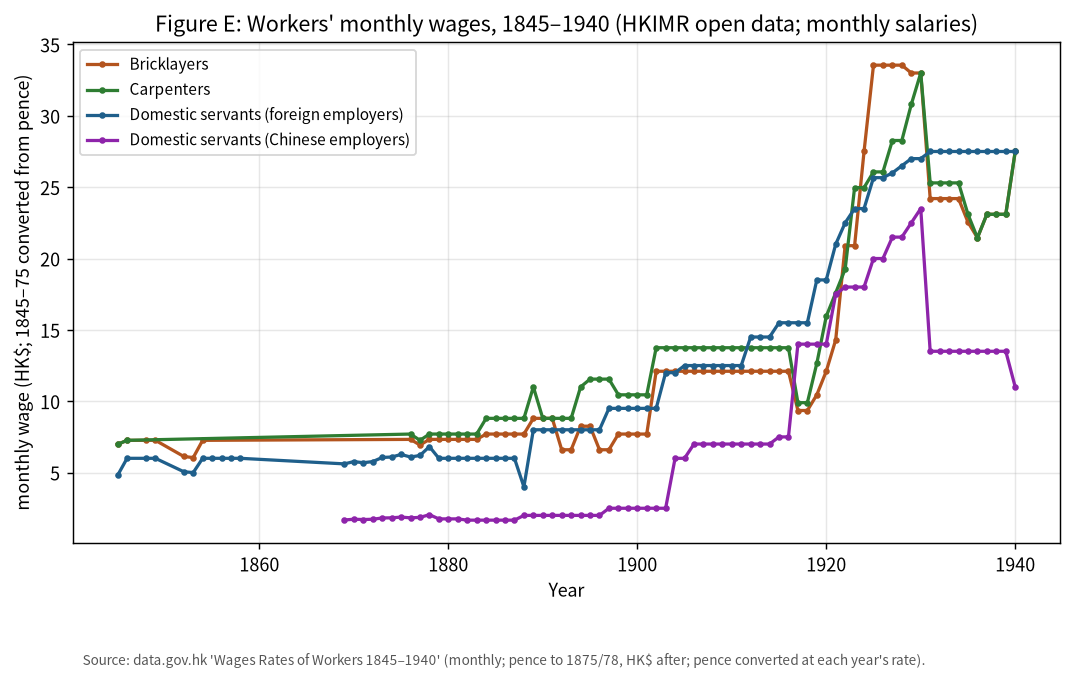 Figure E: Workers' monthly wages, 1845–1940 (HKIMR open data; monthly salaries)
Bricklayers
Carpenters
Domestic servants (foreign employers)
Domestic servants (Chinese employers)
monthly wage (HK$; 1845–75 converted from pence)
35
30
25
20
15
10
5
1860
1880
1900
1920
1940
Year
Source: data.gov.hk 'Wages Rates of Workers 1845–1940' (monthly; pence to 1875/78, HK$ after; pence converted at each year's rate).